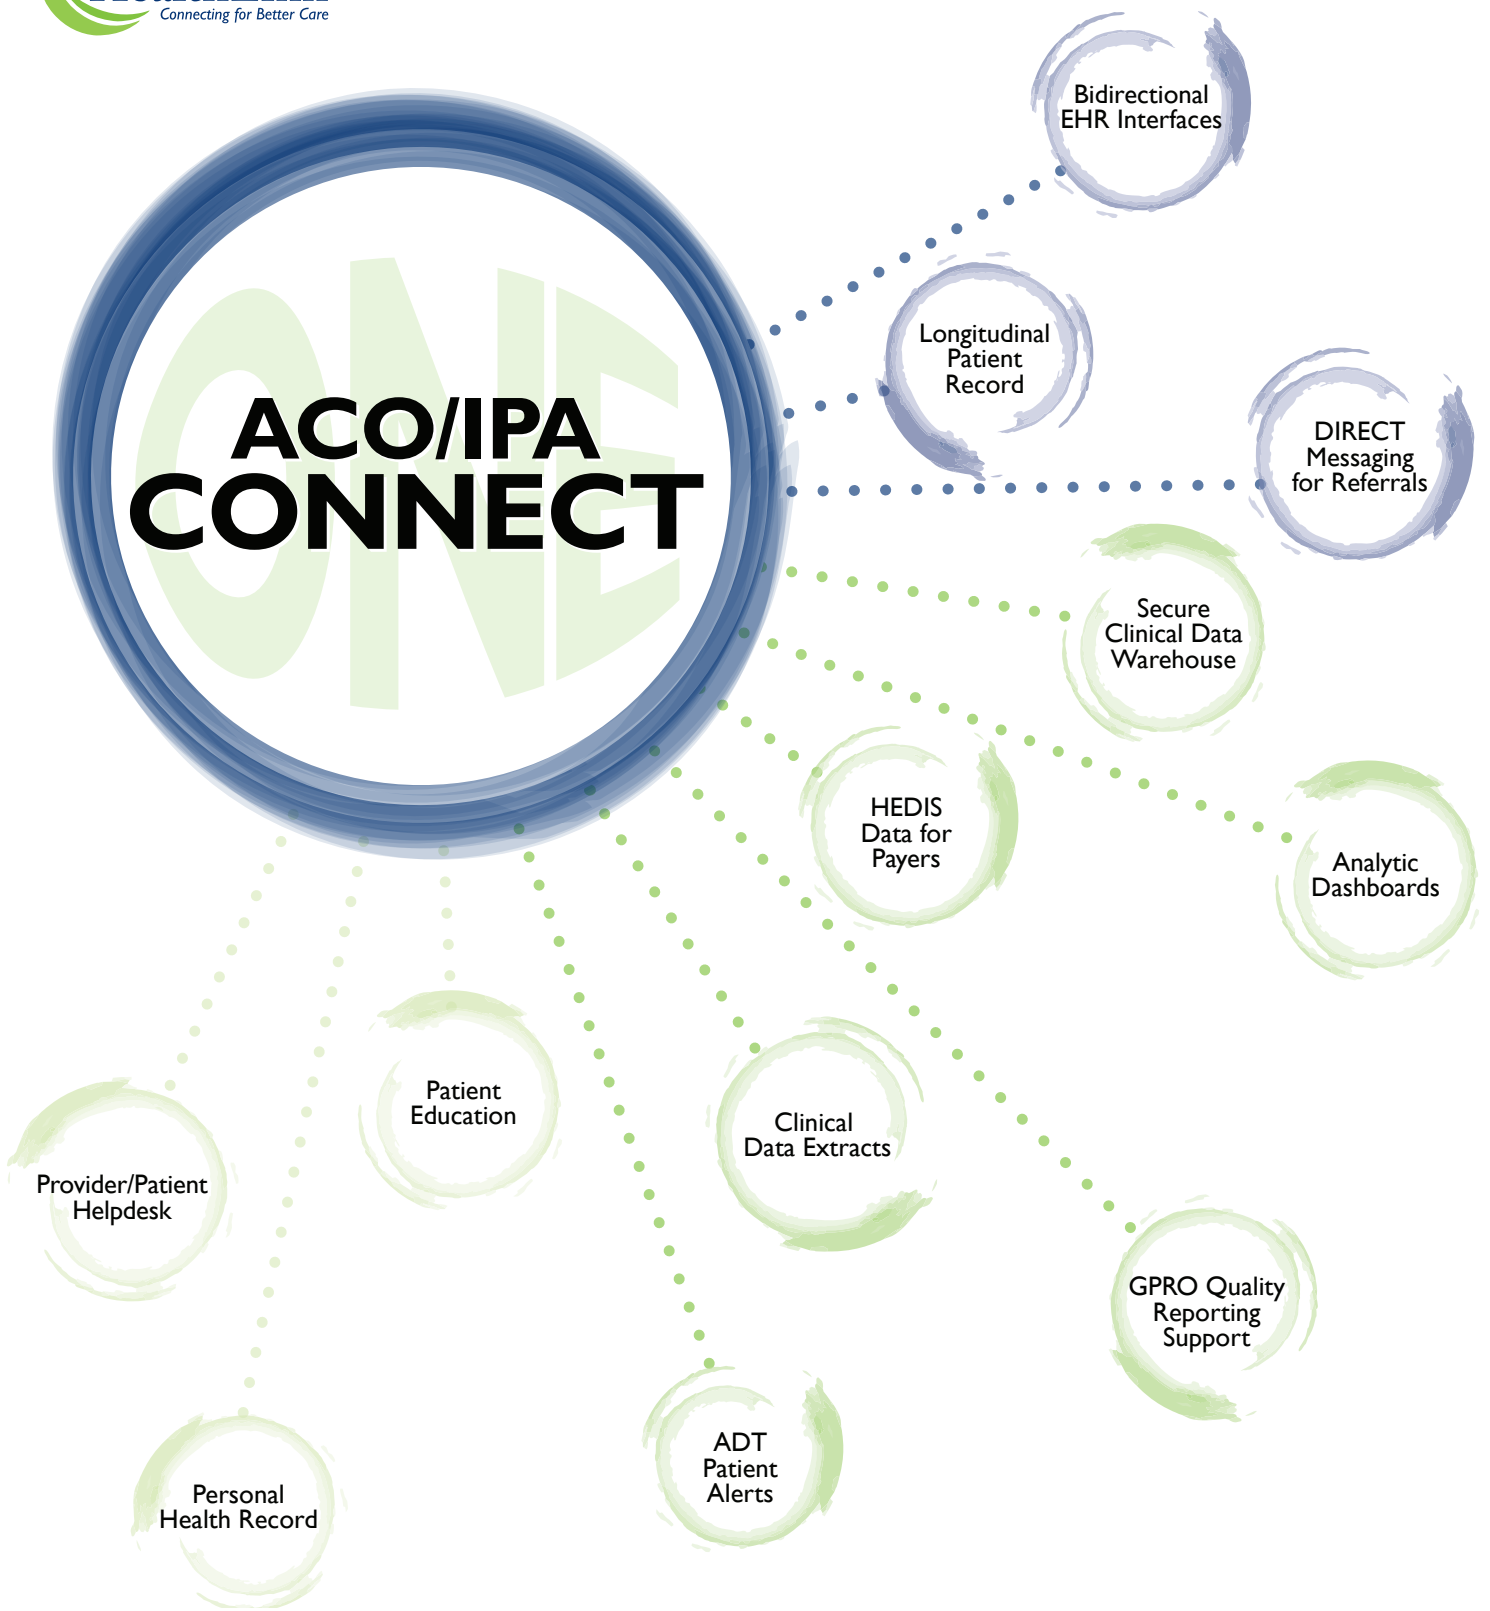 Connecting for Better Care
Bidirectional
EHR Interfaces
Longitudinal
Patient
Record
DIRECT
Messaging
for Referrals
ONE
ACO/IPA
CONNECT
Secure
Clinical Data
Warehouse
HEDIS
Data for
Payers
Analytic
Dashboards
Patient
Education
Clinical
Data Extracts
Provider/Patient
Helpdesk
GPRO Quality
Reporting
Support
ADT
Patient
Alerts
Personal
Health Record